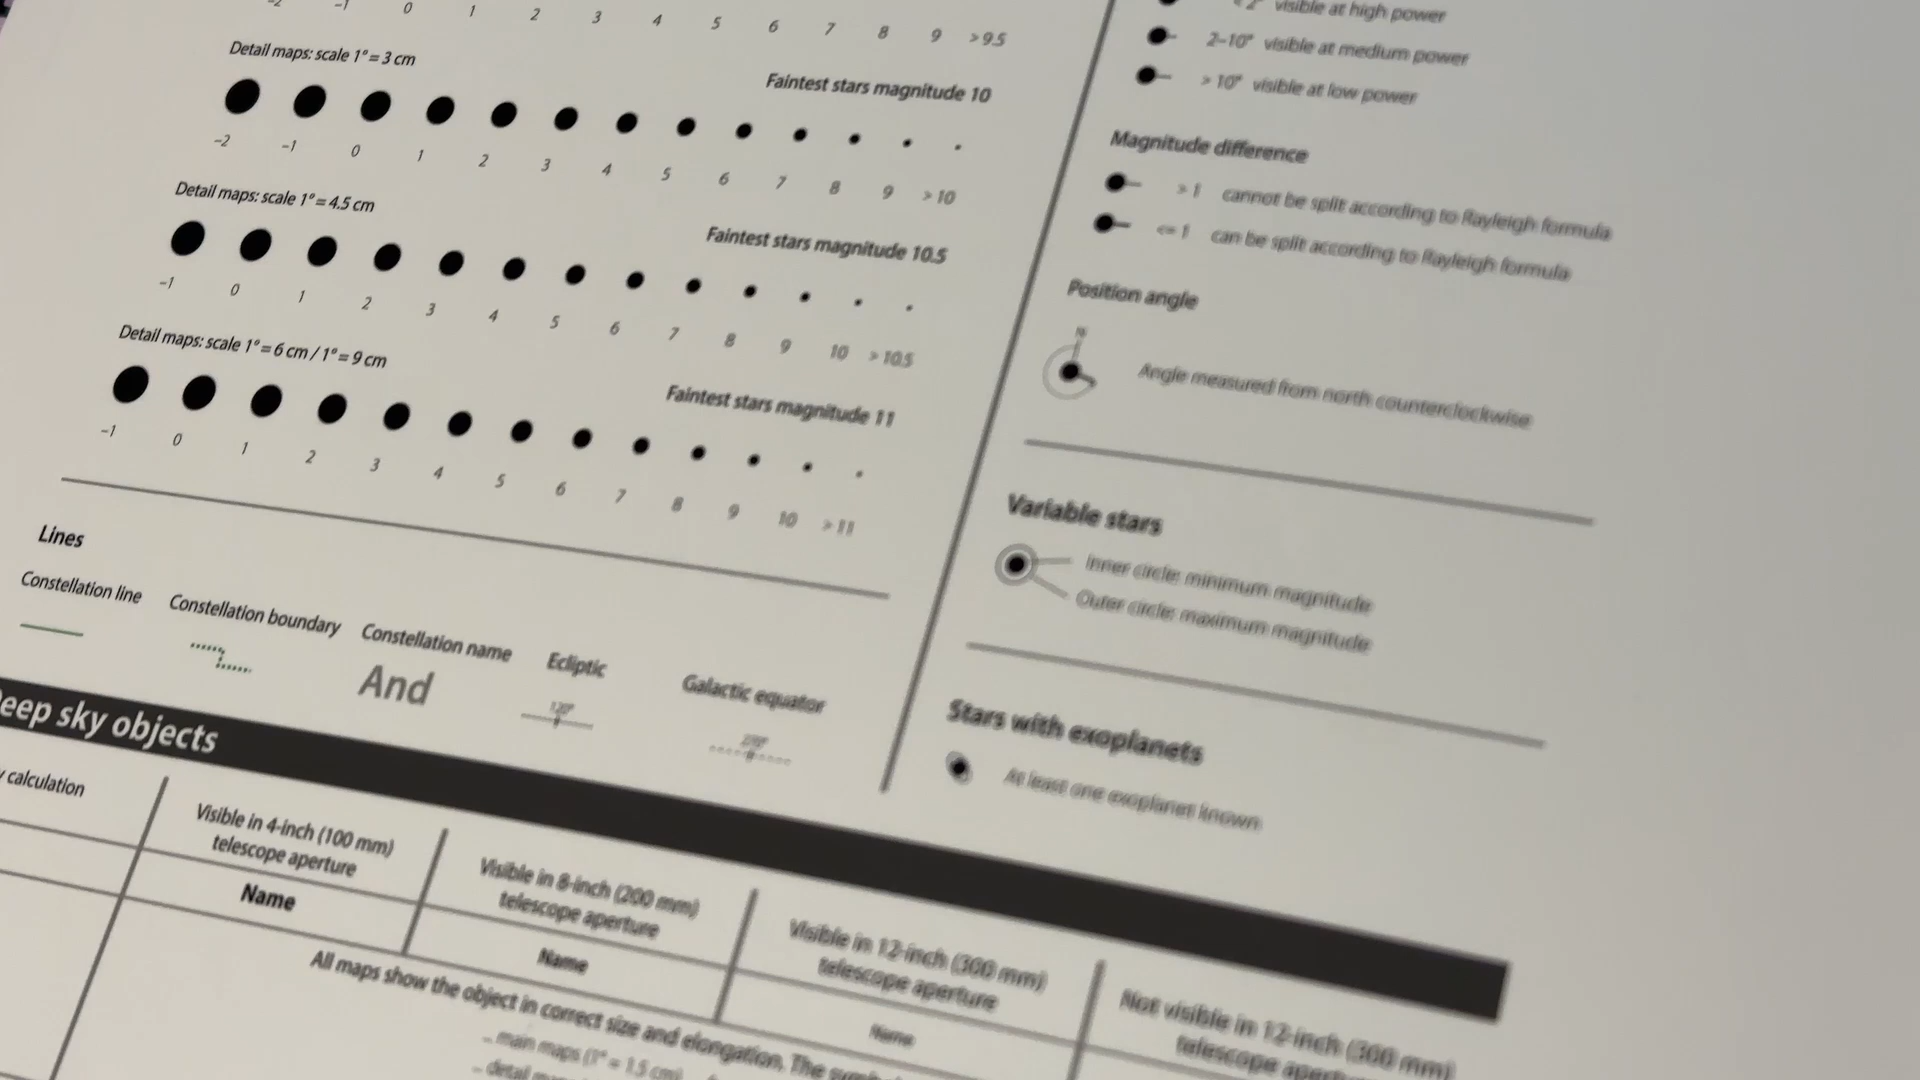 -2 -1 0 1 2 3 4 5 6 7 8 9 >9.5
Detail maps: scale 1° = 3 cm
Faintest stars magnitude 10
-2 -1 0 1 2 3 4 5 6 7 8 9 > 10
Detail maps: scale 1° = 4.5 cm
Faintest stars magnitude 10.5
-1 0 1 2 3 4 5 6 7 8 9 10 > 10.5
Detail maps: scale 1° = 6 cm / 1° = 9 cm
Faintest stars magnitude 11
-1 0 1 2 3 4 5 6 7 8 9 10 > 11
Lines
Constellation line
Constellation boundary
Constellation name
And
Ecliptic
120°
Galactic equator
visible at high power
2–10" visible at medium power
> 10" visible at low power
Magnitude difference
> 1 cannot be split according to Rayleigh formula
<= 1 can be split according to Rayleigh formula
Position angle
N
Angle measured from north counterclockwise
Variable stars
Inner circle: minimum magnitude
Outer circle: maximum magnitude
Stars with exoplanets
At least one exoplanet known
eep sky objects
calculation
Visible in 4-inch (100 mm)
telescope aperture
Name
Visible in 8-inch (200 mm)
telescope aperture
Name
Visible in 12-inch (300 mm)
telescope aperture
Name
Not visible in 12-inch (300 mm)
telescope
All maps show the object in correct size and elongation. The
– main maps (1° = 1.5 cm)
– detail